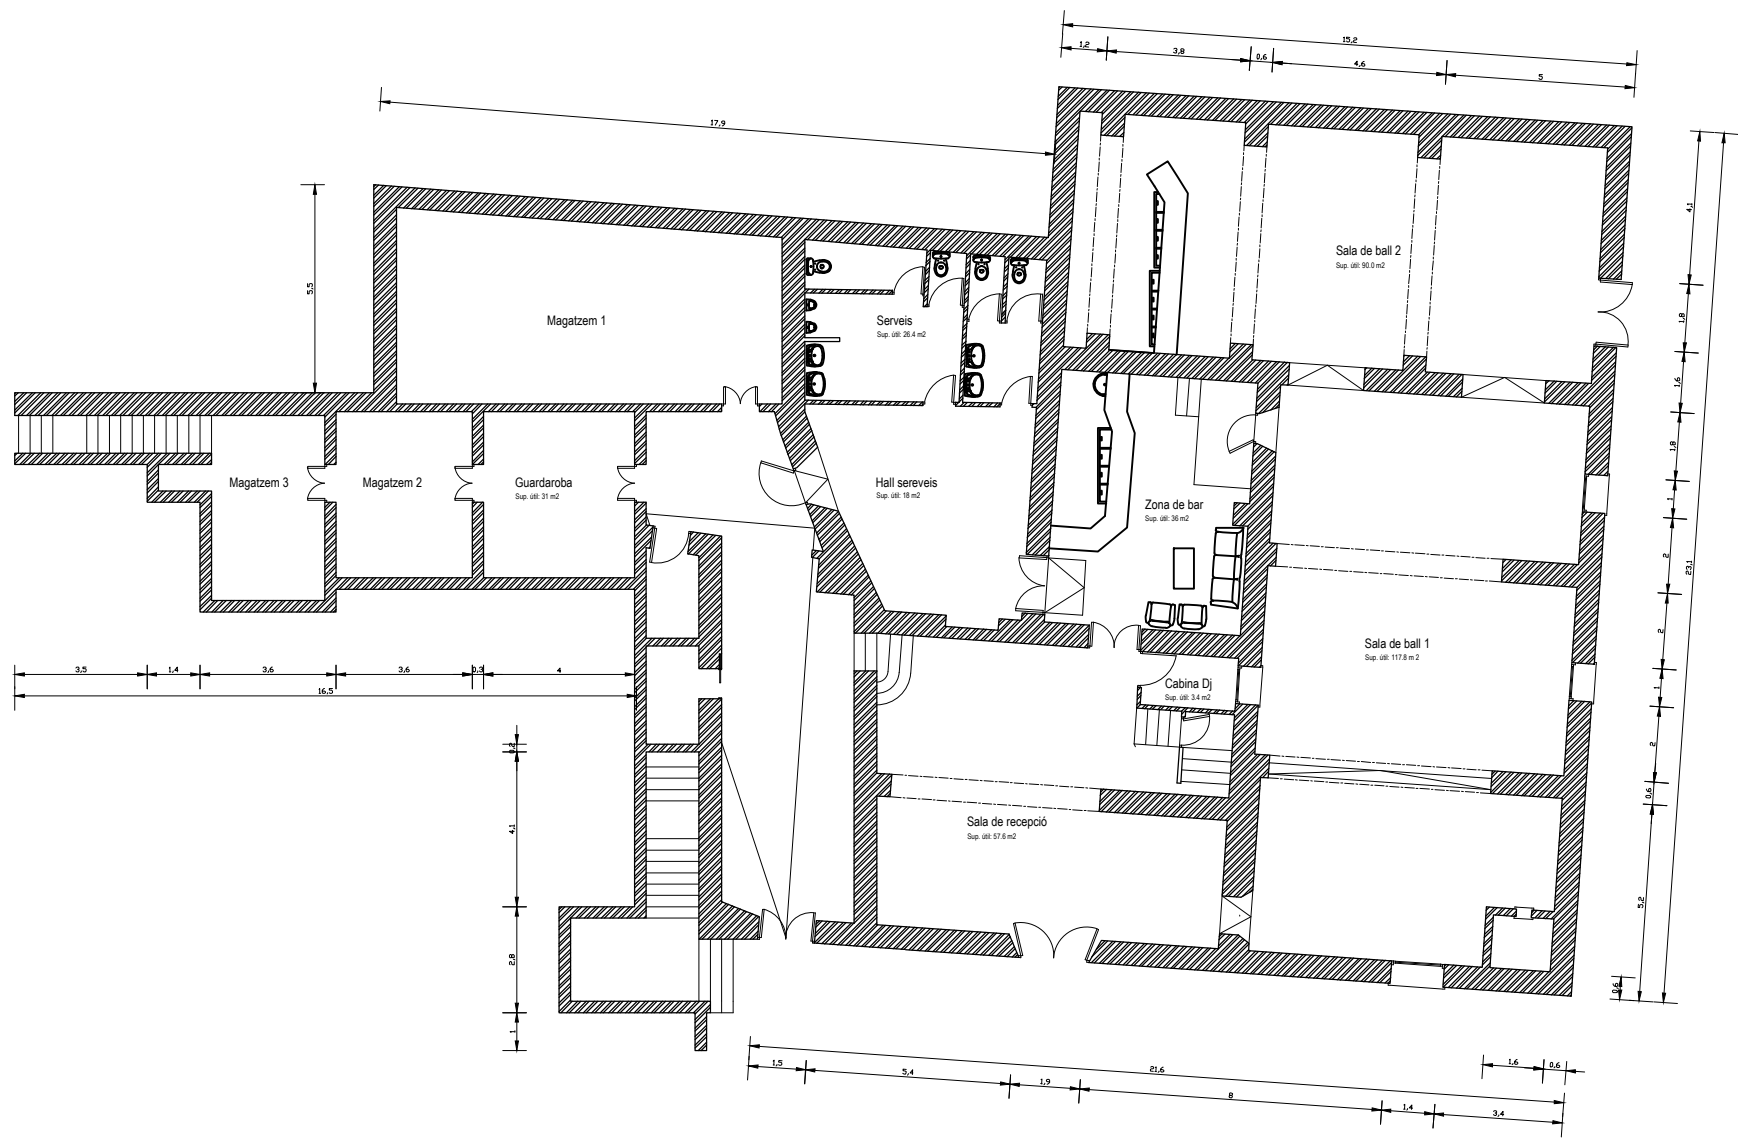 15,2
1,2
3,8
0,6
4,6
5
17,9
4,1
5,5
Sala de ball 2
Sup. útil: 90.0 m2
Magatzem 1
Serveis
Sup. útil: 26.4 m2
1,8
1,6
1,8
Magatzem 3
Magatzem 2
Guardaroba
Sup. útil: 31 m2
Hall sereveis
Sup. útil: 18 m2
Zona de bar
Sup. útil: 36 m2
1
2
23,1
2
Sala de ball 1
Sup. útil: 117.8 m 2
3,5
1,4
3,6
3,6
0,3
4
16,5
Cabina Dj
Sup. útil: 3.4 m2
1
2
0,2
0,6
4,1
Sala de recepció
Sup. útil: 57.6 m2
5,2
2,8
0,6
1
1,5
5,4
1,9
21,6
8
1,4
3,4
1,6
0,6